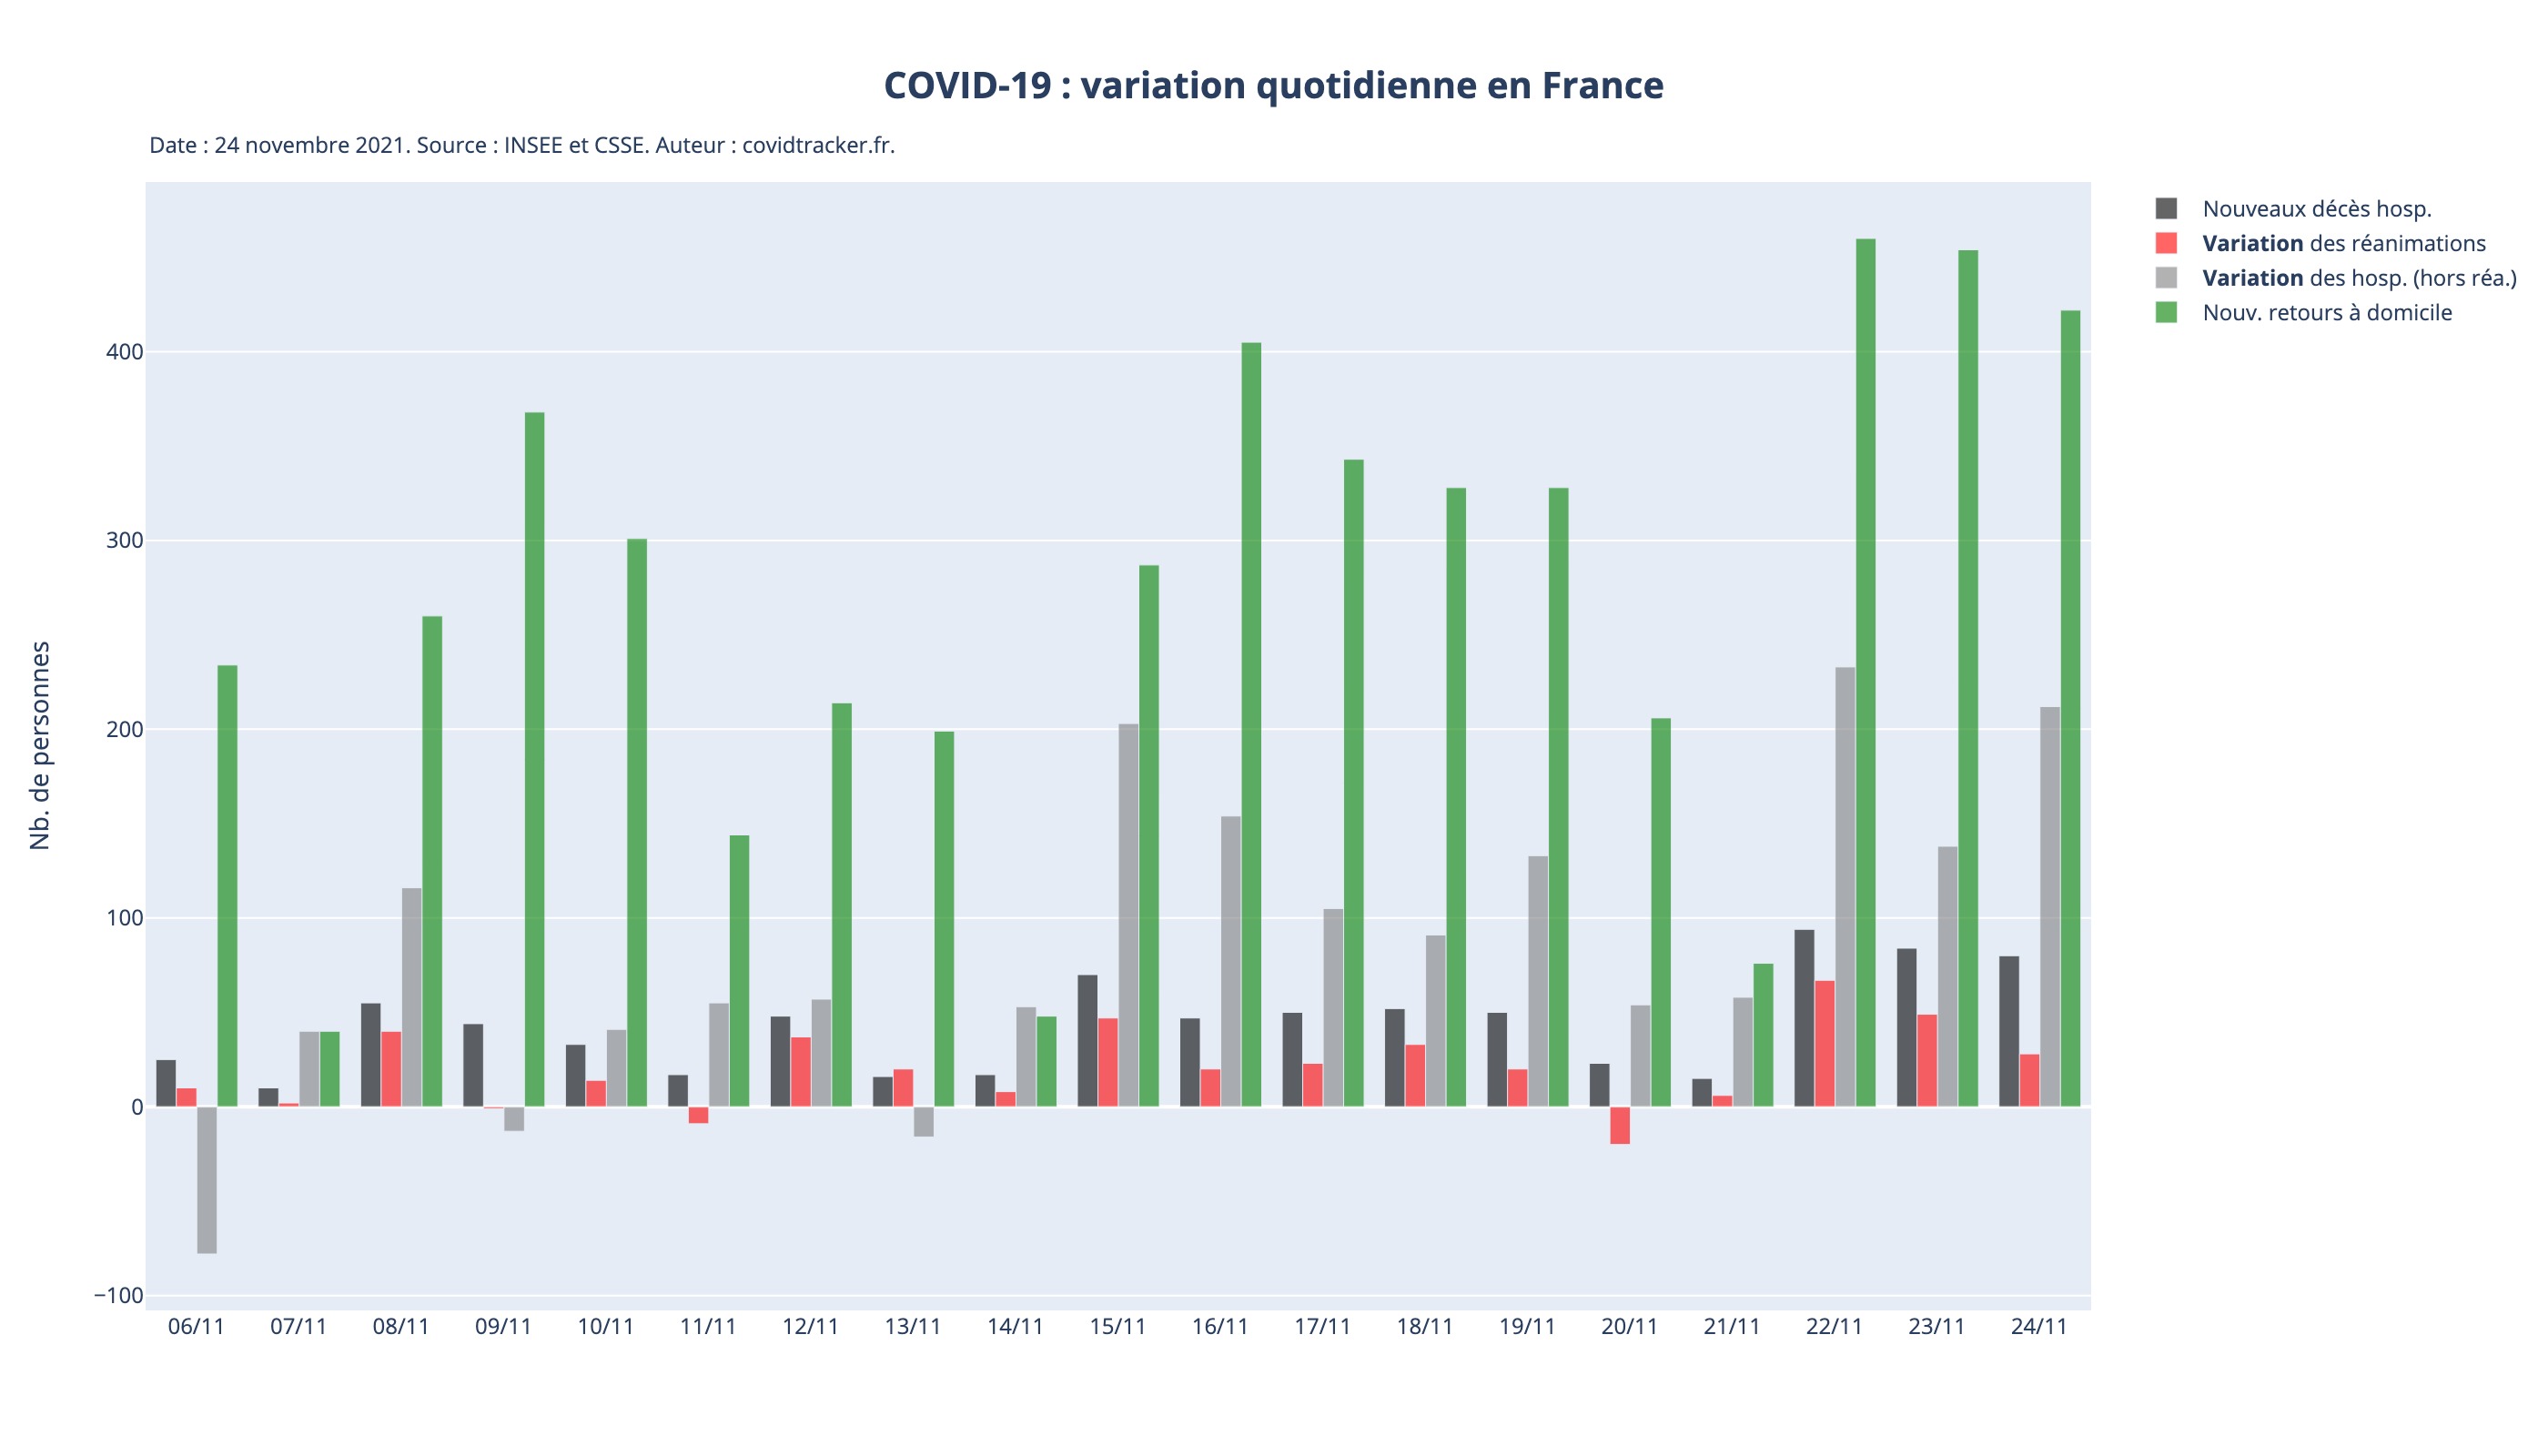 COVID-19 : variation quotidienne en France
Date : 24 novembre 2021. Source : INSEE et CSSE. Auteur : covidtracker.fr.
Nouveaux décès hosp.
Variation des réanimations
Variation des hosp. (hors réa.)
Nouv. retours à domicile
Nb. de personnes
400
300
200
100
0
−100
06/11 07/11 08/11 09/11 10/11 11/11 12/11 13/11 14/11 15/11 16/11 17/11 18/11 19/11 20/11 21/11 22/11 23/11 24/11